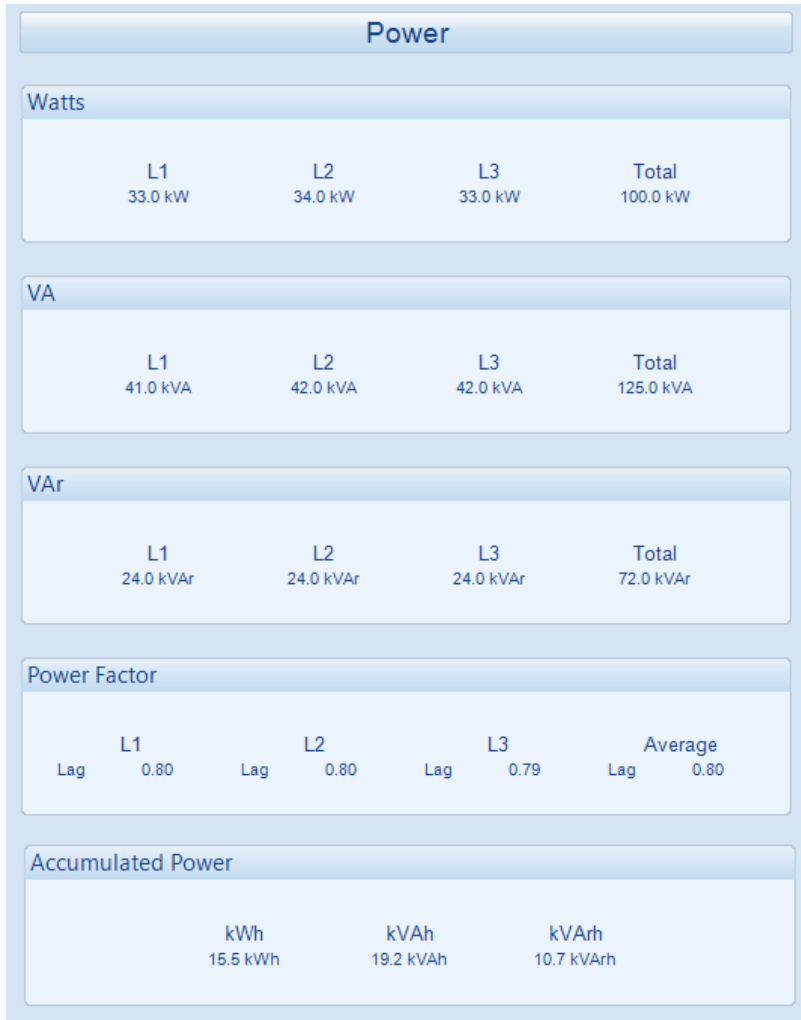 Power
Watts
L1 L2 L3 Total
33.0 kW 34.0 kW 33.0 kW 100.0 kW
VA
L1 L2 L3 Total
41.0 kVA 42.0 kVA 42.0 kVA 125.0 kVA
VAr
L1 L2 L3 Total
24.0 kVAr 24.0 kVAr 24.0 kVAr 72.0 kVAr
Power Factor
L1 L2 L3 Average
Lag 0.80 Lag 0.80 Lag 0.79 Lag 0.80
Accumulated Power
kWh kVAh kVArh
15.5 kWh 19.2 kVAh 10.7 kVArh